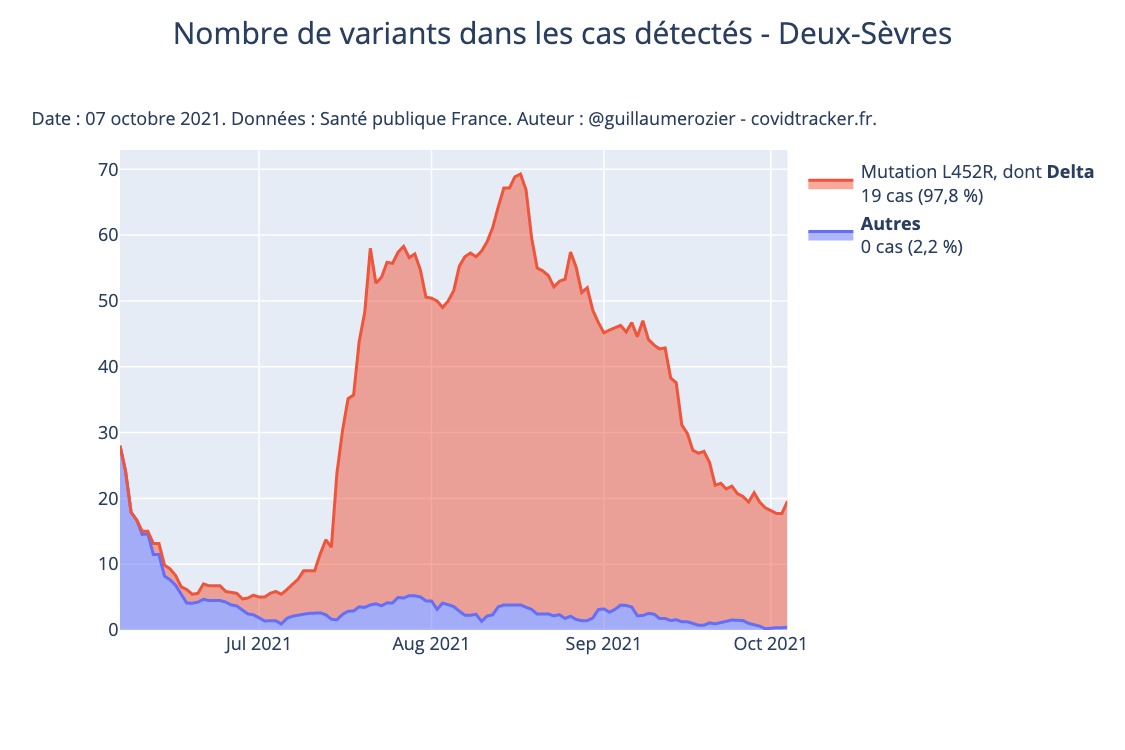 Nombre de variants dans les cas détectés - Deux-Sèvres
Date : 07 octobre 2021. Données : Santé publique France. Auteur : @guillaumerozier - covidtracker.fr.
70
60
50
40
30
20
10
0
Jul 2021
Aug 2021
Sep 2021
Oct 2021
Mutation L452R, dont Delta
19 cas (97,8 %)
Autres
0 cas (2,2 %)